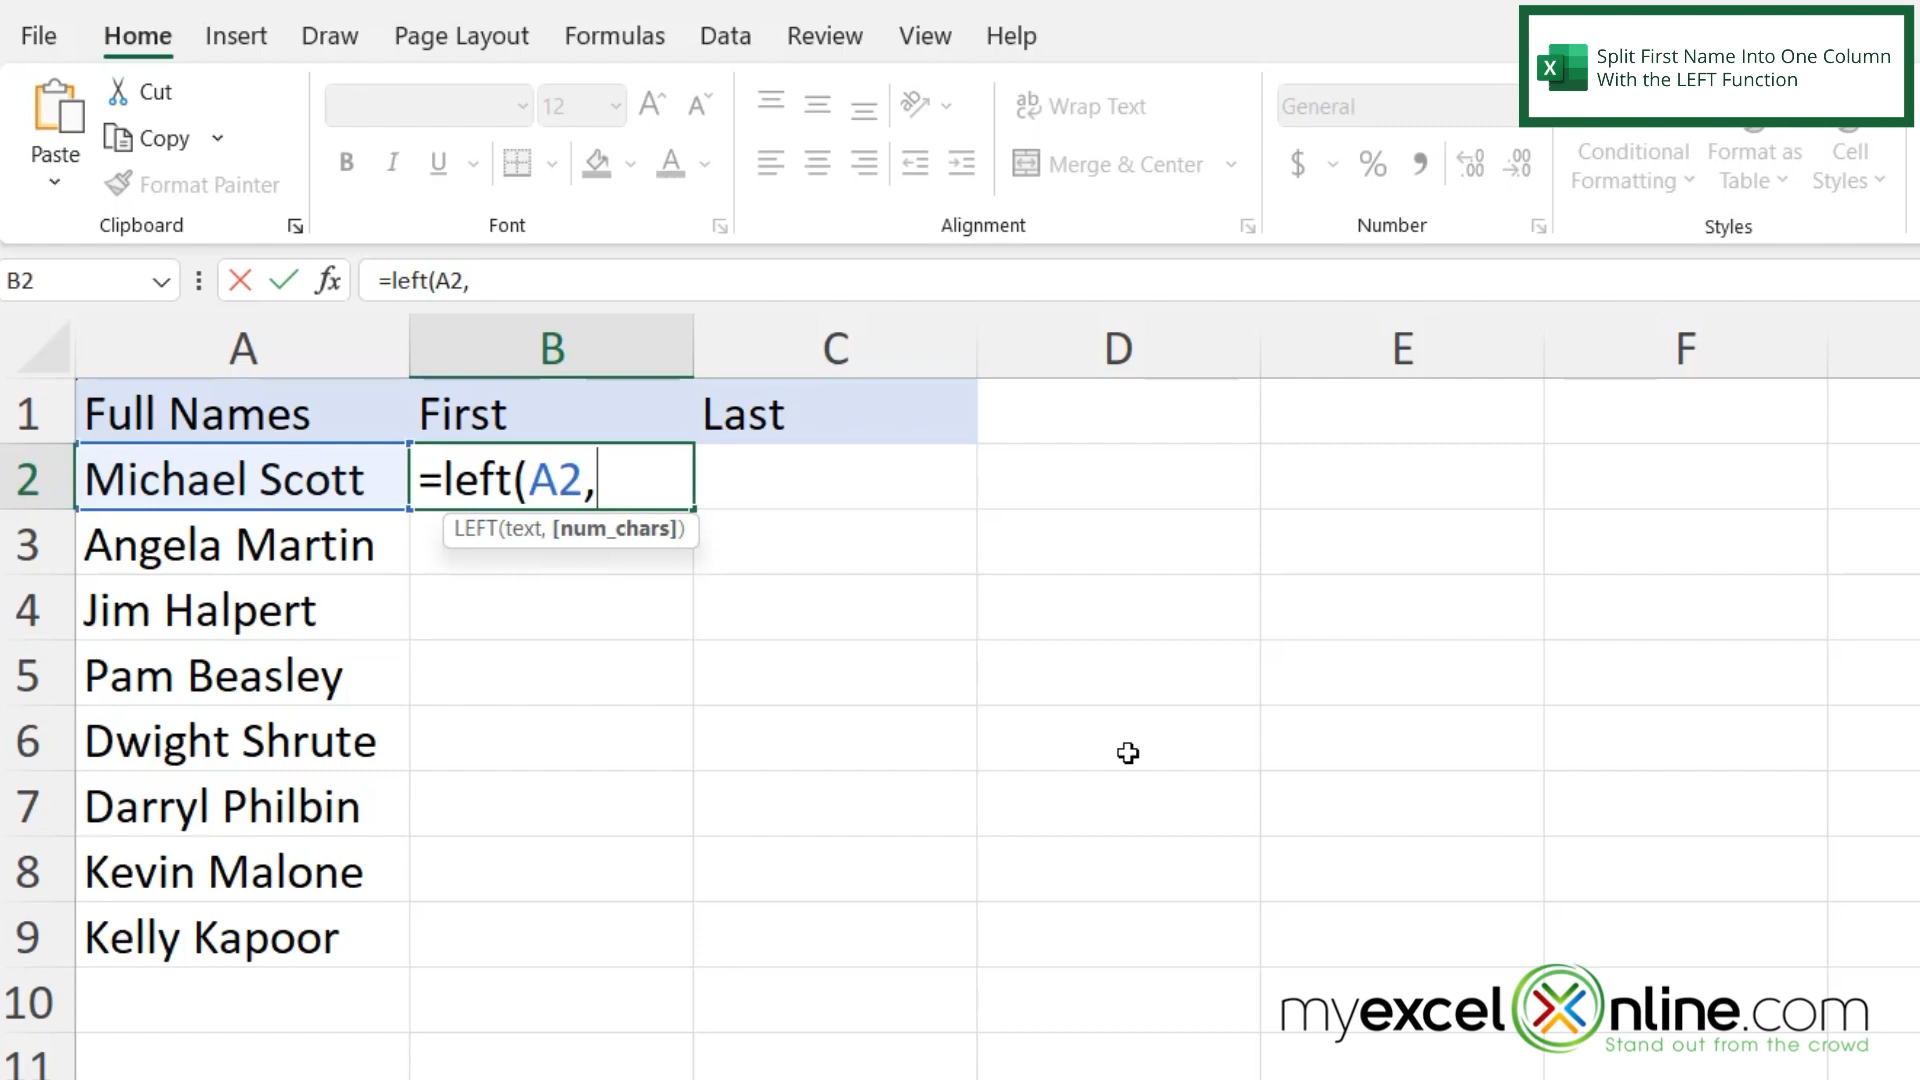 File Home Insert Draw Page Layout Formulas Data Review View Help
Split First Name Into One Column
With the LEFT Function
Paste
Cut
Copy
Format Painter
Clipboard
12
B I U
Font
Wrap Text
Merge & Center
Alignment
General
$ % , .00 .00
Number
Conditional Formatting
Format as Table
Cell Styles
Styles
B2 fx =left(A2,
A B C D E F
1 Full Names First Last
2 Michael Scott =left(A2,
LEFT(text, [num_chars])
3 Angela Martin
4 Jim Halpert
5 Pam Beasley
6 Dwight Shrute
7 Darryl Philbin
8 Kevin Malone
9 Kelly Kapoor
10
11
myexcelOnline.com
Stand out from the crowd